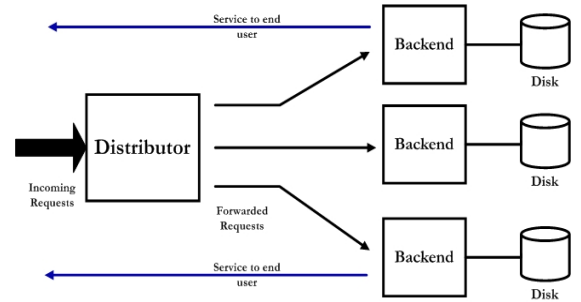 Service to end
user
Backend
Disk
Distributor
Backend
Disk
Incoming
Requests
Forwarded
Requests
Backend
Disk
Service to end
user